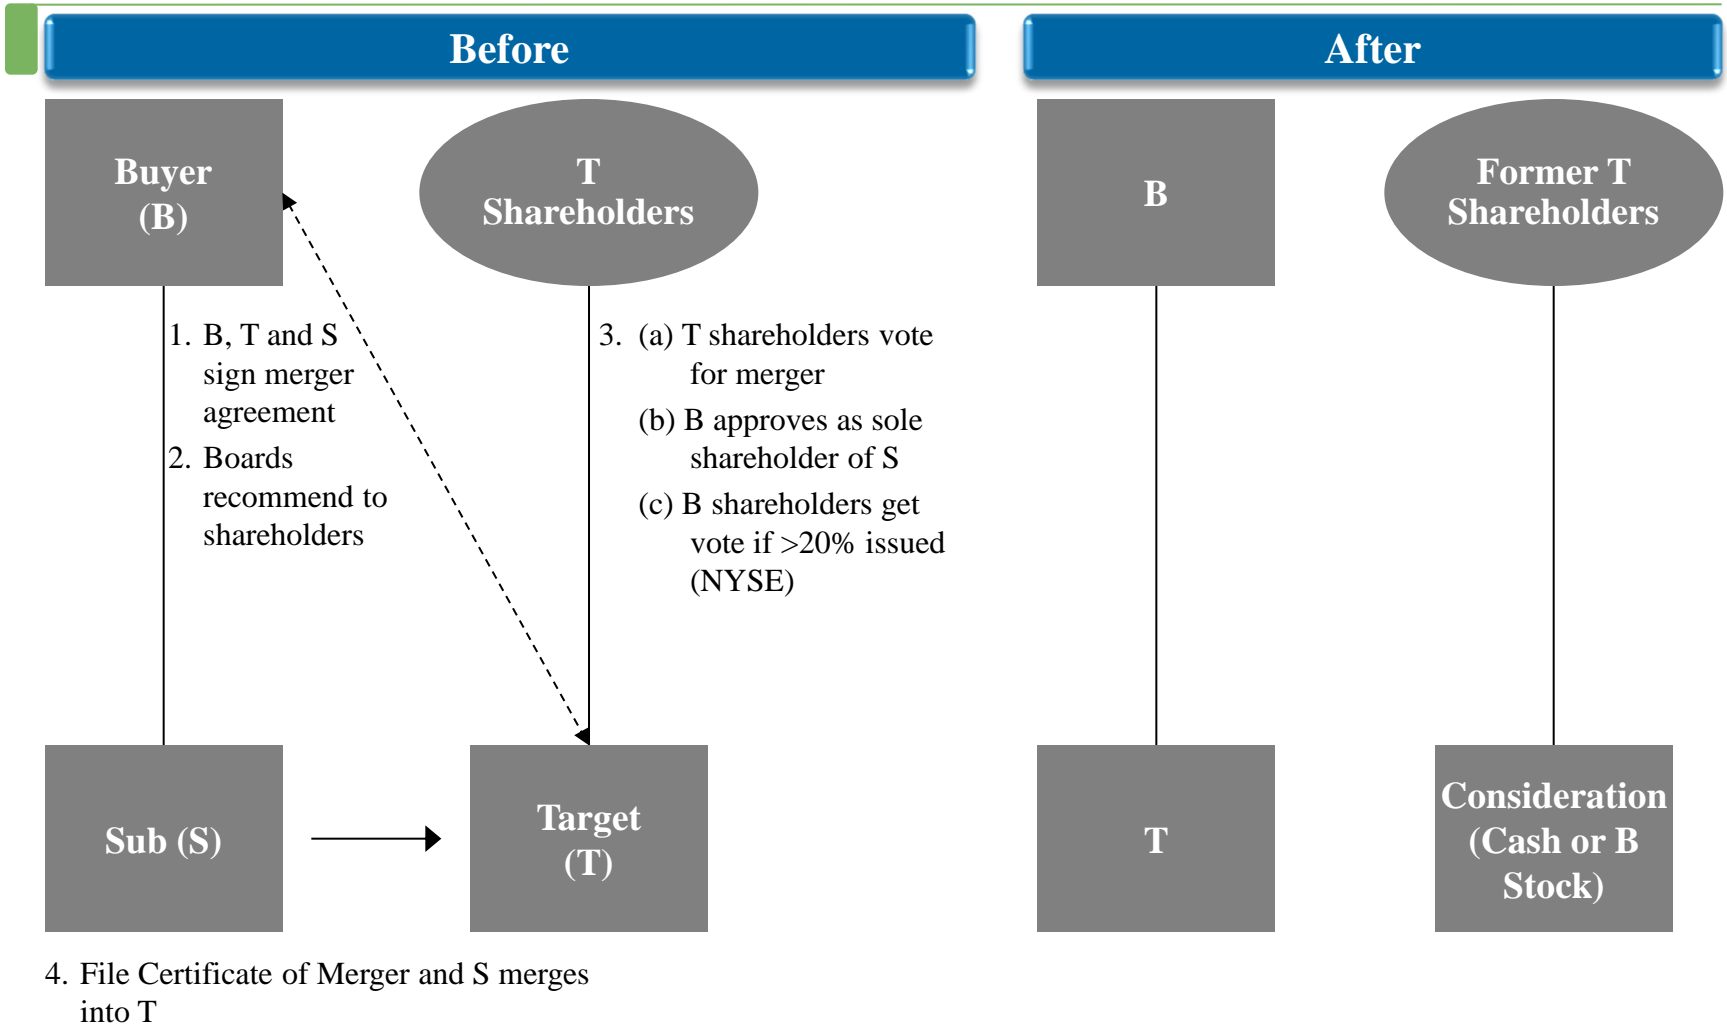 Before
After
Buyer
(B)
T
Shareholders
B
Former T
Shareholders
1. B, T and S
sign merger
agreement
2. Boards
recommend to
shareholders
3. (a) T shareholders vote
for merger
(b) B approves as sole
shareholder of S
(c) B shareholders get
vote if >20% issued
(NYSE)
Sub (S)
Target
(T)
T
Consideration
(Cash or B
Stock)
4. File Certificate of Merger and S merges
into T